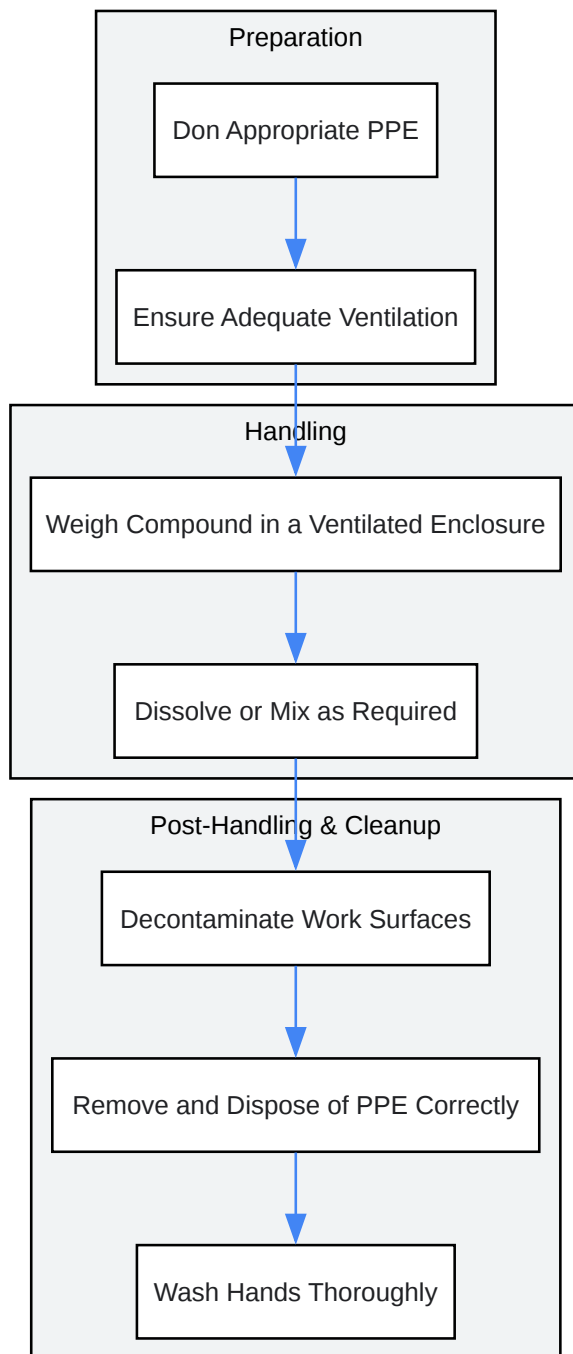 Preparation
Don Appropriate PPE
Ensure Adequate Ventilation
Handling
Weigh Compound in a Ventilated Enclosure
Dissolve or Mix as Required
Post-Handling & Cleanup
Decontaminate Work Surfaces
Remove and Dispose of PPE Correctly
Wash Hands Thoroughly